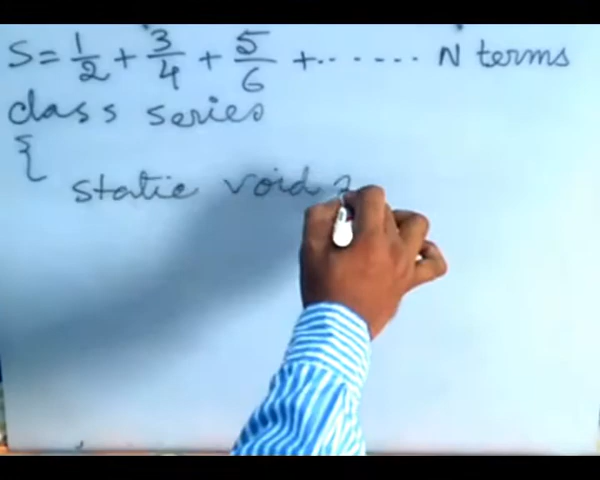 S = 1/2 + 3/4 + 5/6 + ....... N terms
class series
{
static void